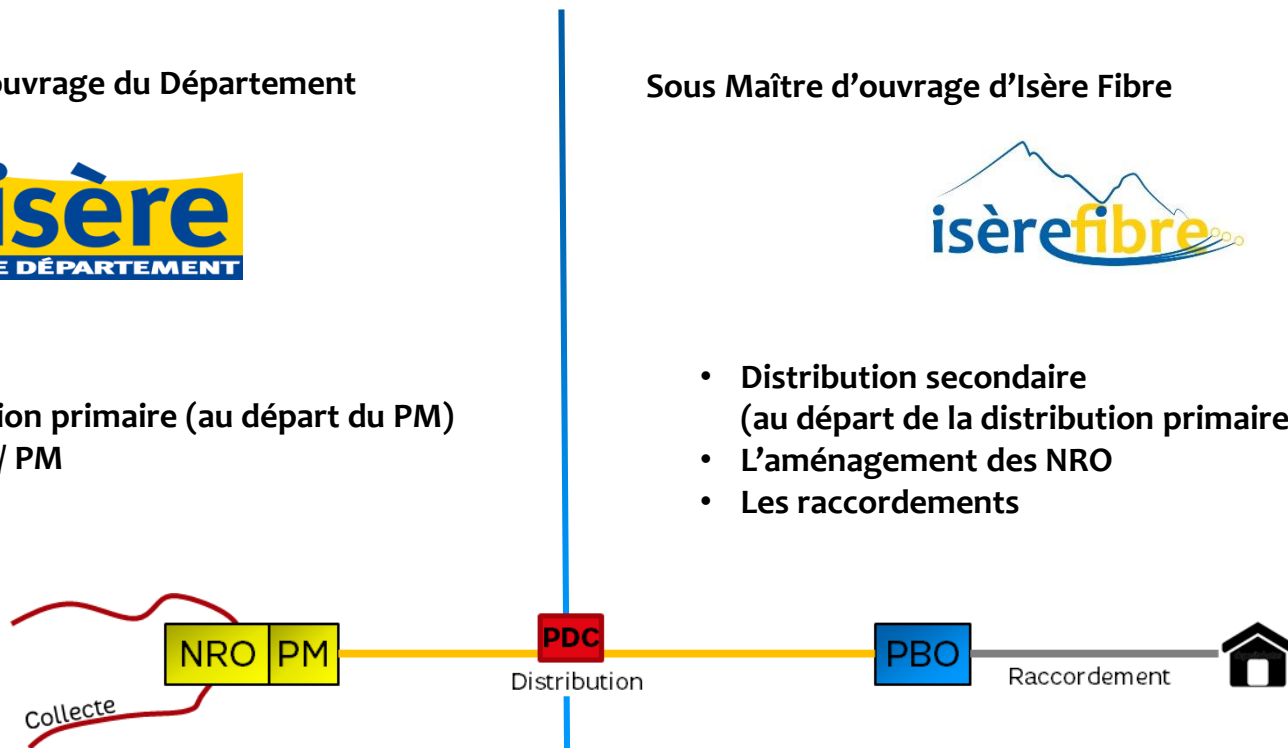 ouvrage du Département
isère
E DÉPARTEMENT
ion primaire (au départ du PM)
/ PM
Sous Maître d’ouvrage d’Isère Fibre
isèrefibre
• Distribution secondaire
(au départ de la distribution primaire
• L’aménagement des NRO
• Les raccordements
NRO PM
PDC
PBO
Distribution
Raccordement
Collecte